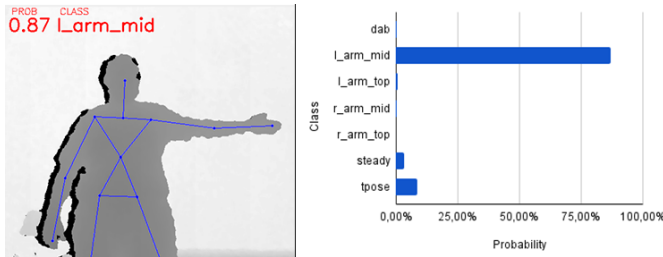 PROB CLASS
0.87 l_arm_mid
dab
l_arm_mid
l_arm_top
r_arm_mid
r_arm_top
steady
tpose
Class
0,00% 25,00% 50,00% 75,00% 100,00%
Probability